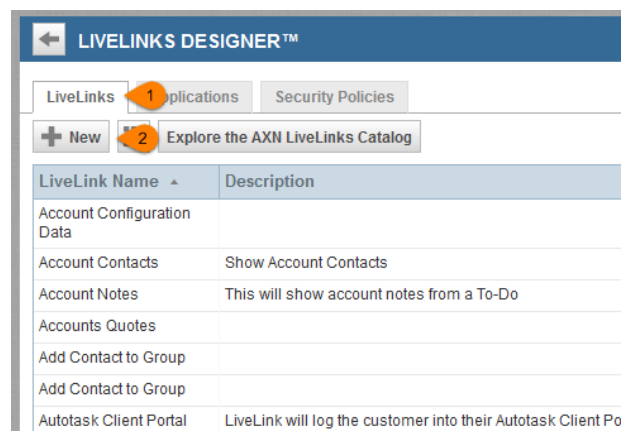 LIVELINKS DESIGNER™
LiveLinks 1 Security Policies
New 2 Explore the AXN LiveLinks Catalog
LiveLink Name Description
Account Configuration
Data
Account Contacts Show Account Contacts
Account Notes This will show account notes from a To-Do
Accounts Quotes
Add Contact to Group
Add Contact to Group
Autotask Client Portal LiveLink will log the customer into their Autotask Client